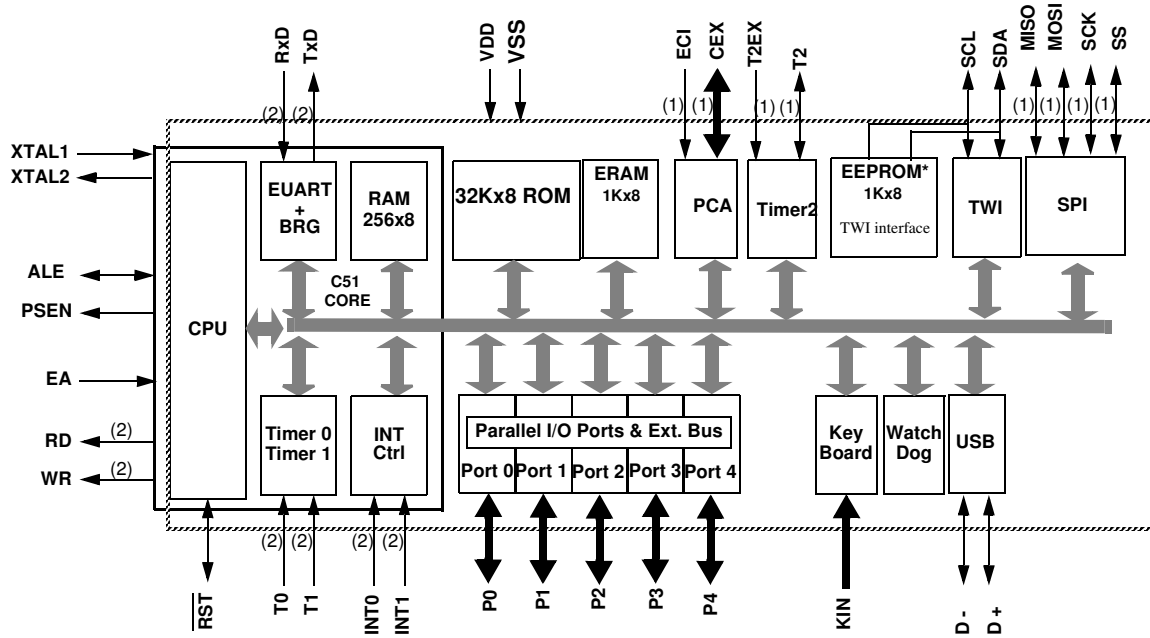 RxD
TxD
VDD
VSS
ECI
CEX
T2EX
T2
SCL
SDA
MISO
MOSI
SCK
SS
(2) (2)
(1) (1)
(1) (1)
(1) (1) (1) (1)
XTAL1
XTAL2
ALE
PSEN
EA
RD
(2)
WR
(2)
CPU
EUART
+
BRG
RAM
256x8
C51
CORE
32Kx8 ROM
ERAM
1Kx8
PCA
Timer2
EEPROM*
1Kx8
TWI interface
TWI
SPI
Timer 0
Timer 1
INT
Ctrl
Parallel I/O Ports & Ext. Bus
Port 0
Port 1
Port 2
Port 3
Port 4
Key
Board
Watch
Dog
USB
(2) (2)
(2) (2)
RST
T0
T1
INT0
INT1
P0
P1
P2
P3
P4
KIN
D -
D +